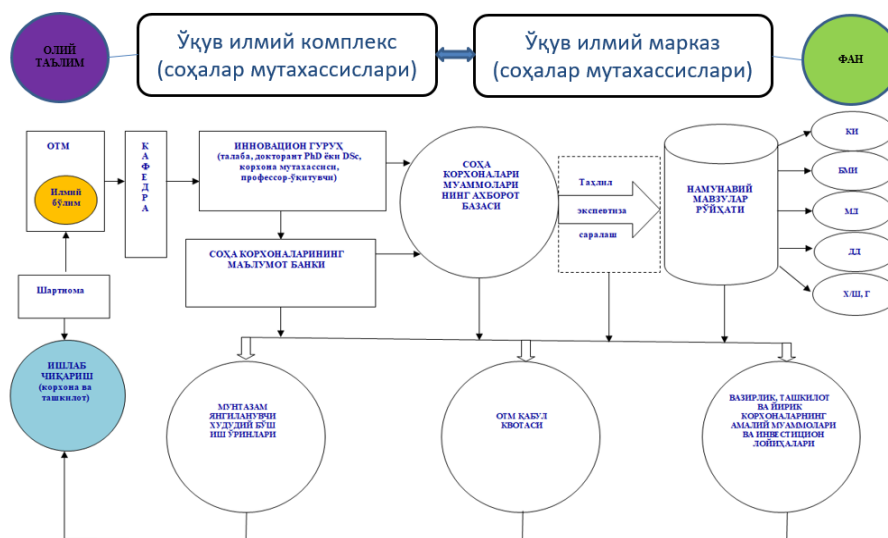 ОЛИЙ
ТАЪЛИМ
Ўқув илмий комплекс
(соҳалар мутахассислари)
Ўқув илмий марказ
(соҳалар мутахассислари)
ФАН
ОТМ
Илмий
бўлим
К
А
Ф
Е
Д
Р
А
ИННОВАЦИОН ГУРУҲ
(талаба, докторант PhD ёки DSc,
корхона мутахассиси,
профессор-ўқитувчи)
СОҲА КОРХОНАЛАРИНИНГ
МАЪЛУМОТ БАНКИ
СОҲА
КОРХОНАЛАРИ
МУАММОЛАРИ
НИНГ АХБОРОТ
БАЗАСИ
Таҳлил
экспертиза
саралаш
НАМУНАВИЙ
МАВЗУЛАР
РЎЙҲАТИ
КИ
БМИ
МД
ДД
Х/Ш, Г
Шартнома
ИШЛАБ
ЧИҚАРИШ
(корхона ва
ташкилот)
МУНТАЗАМ
ЯНГИЛАНУВЧИ
ХУДУДИЙ БЎШ
ИШ ЎРИНЛАРИ
ОТМ ҚАБУЛ
КВОТАСИ
ВАЗИРЛИК, ТАШКИЛОТ
ВА ЙИРИК
КОРХОНАЛАРНИНГ
АМАЛИЙ МУАММОЛАРИ
ВА ИНВЕСТИЦИОН
ЛОЙИҲАЛАРИ